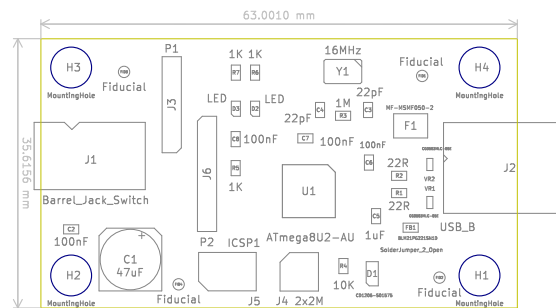 63.0010 mm
35.6156 mm
H3
MountingHole
Fiducial
P1
J3
1K 1K
R7 R6
LED D3 D2 LED
16MHz
Y1
22pF
C4
1M
R3
22pF
C3
Fiducial
H4
MountingHole
MF-MSMF050-2
F1
J1
Barrel_Jack_Switch
C8 100nF
C7 100nF
100nF
C6
R5
1K
J6
U1
ATmega8U2-AU
22R
R2
R1
22R
VR2
VR1
J2
USB_B
C5
1uF
FB1
BLM21PG221SN1D
SolderJumper_2_Open
C2
100nF
H2
MountingHole
C1
47uF
Fiducial
P2 ICSP1
J5
J4 2x2M
R4
10K
D1
CD1206-S01575
Fiducial
H1
MountingHole